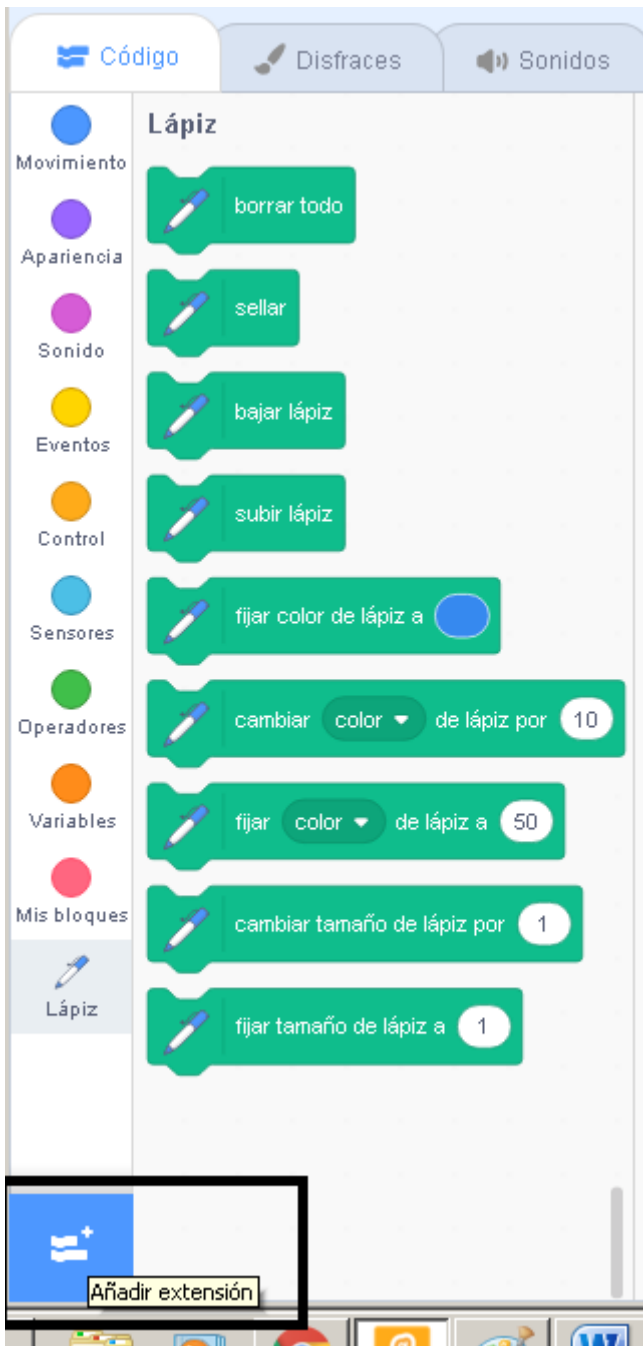 Código
Disfraces
Sonidos
Movimiento
Apariencia
Sonido
Eventos
Control
Sensores
Operadores
Variables
Mis bloques
Lápiz
Lápiz
borrar todo
sellar
bajar lápiz
subir lápiz
fijar color de lápiz a
cambiar color de lápiz por 10
fijar color de lápiz a 50
cambiar tamaño de lápiz por 1
fijar tamaño de lápiz a 1
Añadir extensión
W